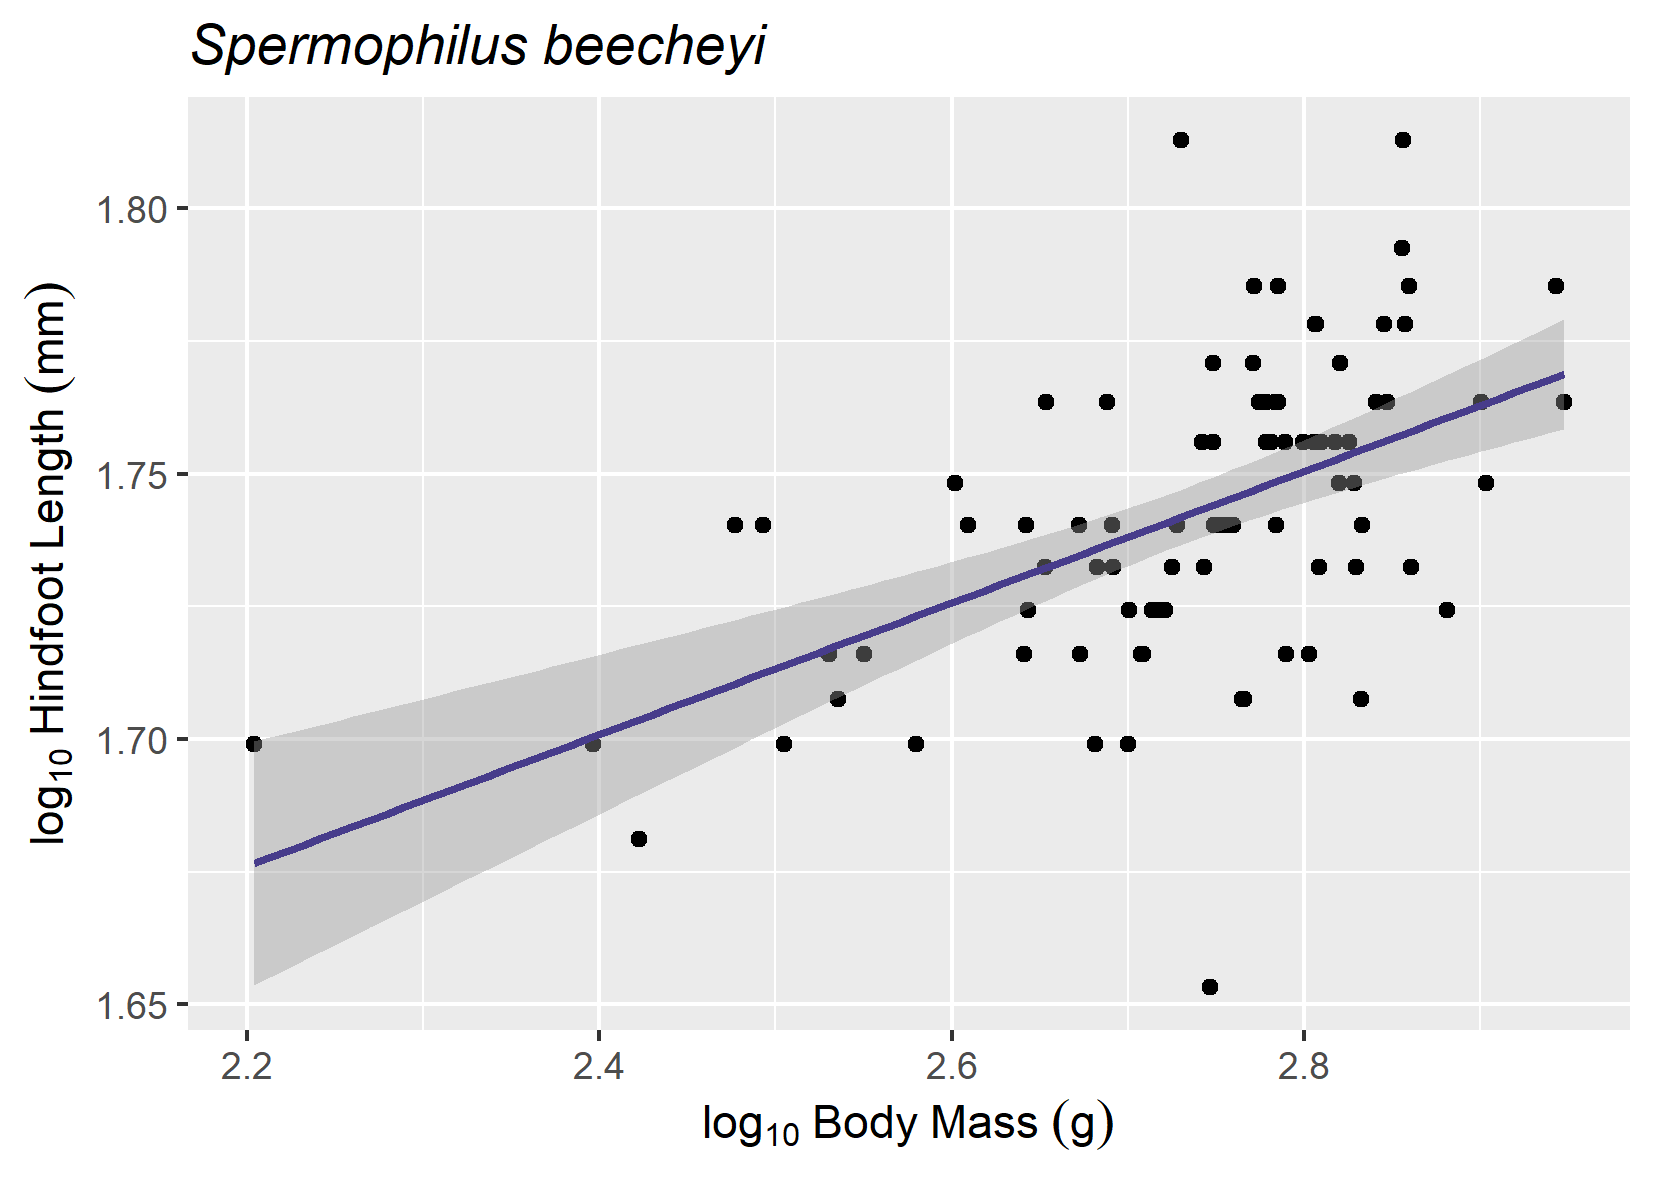 Spermophilus beecheyi
log₁₀ Hindfoot Length (mm)
1.80
1.75
1.70
1.65
2.2 2.4 2.6 2.8
log₁₀ Body Mass (g)